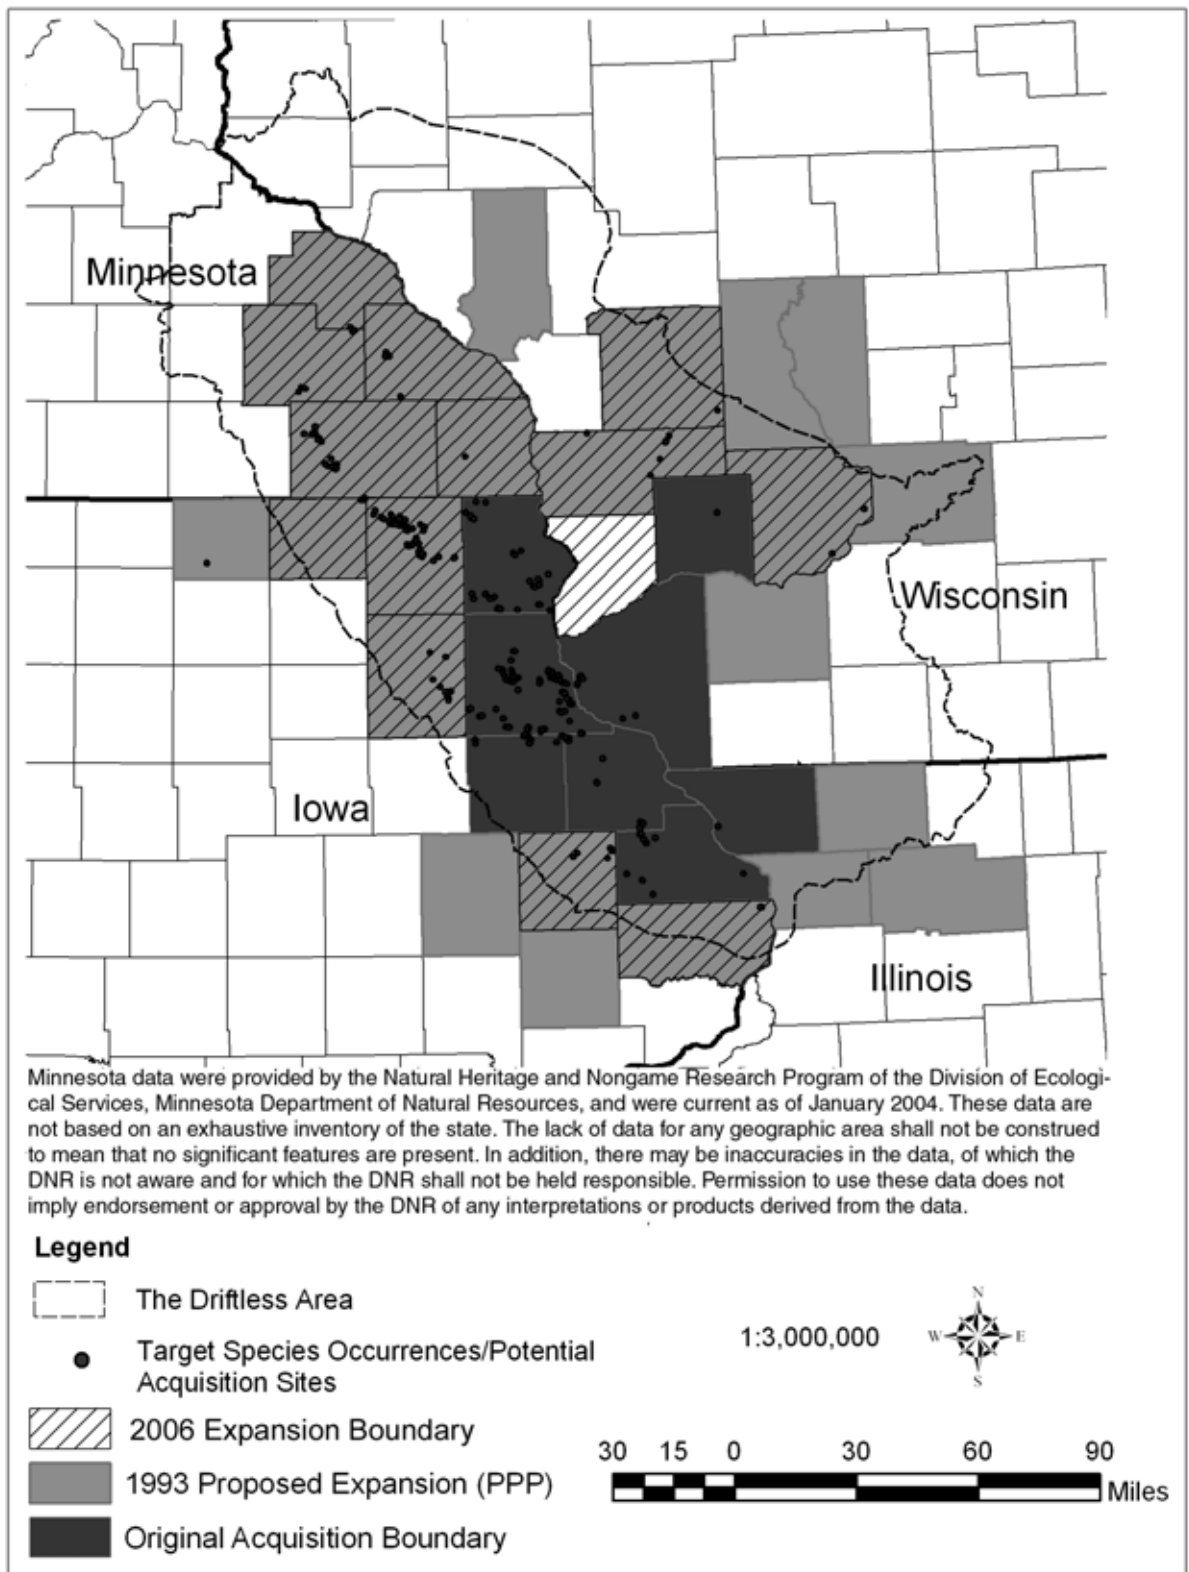 Minnesota
Wisconsin
Iowa
Illinois
Minnesota data were provided by the Natural Heritage and Nongame Research Program of the Division of Ecologi-
cal Services, Minnesota Department of Natural Resources, and were current as of January 2004. These data are
not based on an exhaustive inventory of the state. The lack of data for any geographic area shall not be construed
to mean that no significant features are present. In addition, there may be inaccuracies in the data, of which the
DNR is not aware and for which the DNR shall not be held responsible. Permission to use these data does not
imply endorsement or approval by the DNR of any interpretations or products derived from the data.
Legend
The Driftless Area
Target Species Occurrences/Potential
Acquisition Sites
2006 Expansion Boundary
1993 Proposed Expansion (PPP)
Original Acquisition Boundary
1:3,000,000
N
W E
S
30 15 0 30 60 90
Miles